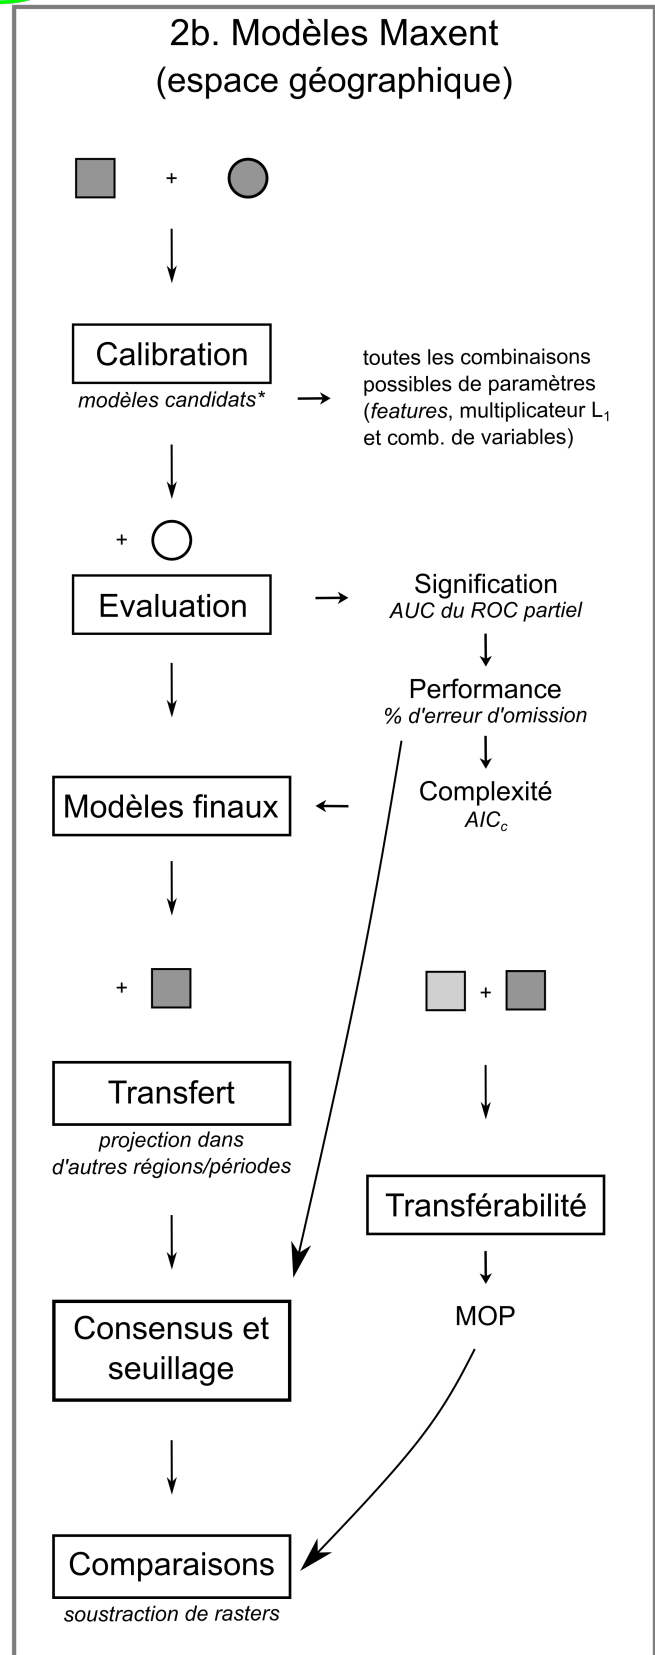 2b. Modèles Maxent
(espace géographique)
+
Calibration
modèles candidats*
toutes les combinaisons
possibles de paramètres
(features, multiplicateur L₁
et comb. de variables)
+
Evaluation
Signification
AUC du ROC partiel
Performance
% d'erreur d'omission
Modèles finaux
Complexité
AICc
+
+
Transfert
projection dans
d'autres régions/périodes
Transférabilité
Consensus et
seuillage
MOP
Comparaisons
soustraction de rasters